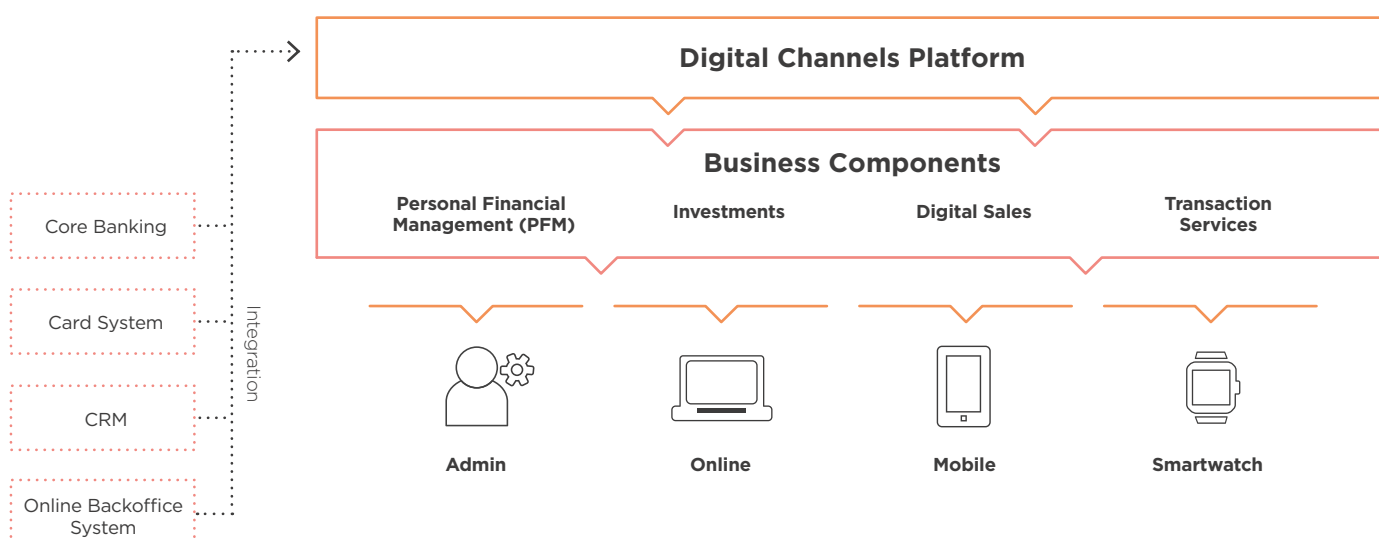 Digital Channels Platform
Business Components
Personal Financial
Management (PFM)
Investments
Digital Sales
Transaction
Services
Core Banking
Card System
CRM
Online Backoffice
System
Integration
Admin
Online
Mobile
Smartwatch